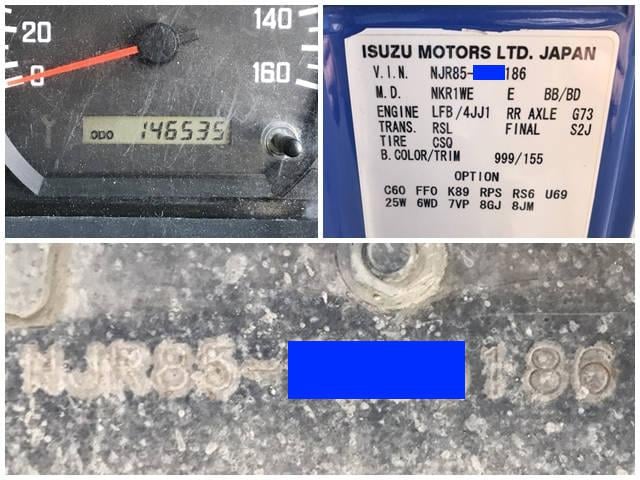 20
0
140
160
ODO 146535
ISUZU MOTORS LTD. JAPAN
V.I.N. NJR85- 186
M.D. NKR1WE E BB/BD
ENGINE LFB/4JJ1 RR AXLE G73
TRANS. RSL FINAL S2J
TIRE CSQ
B.COLOR/TRIM 999/155
OPTION
C60 FF0 K89 RPS RS6 U69
25W 6WD 7VP 8GJ 8JM
NJR85- 186